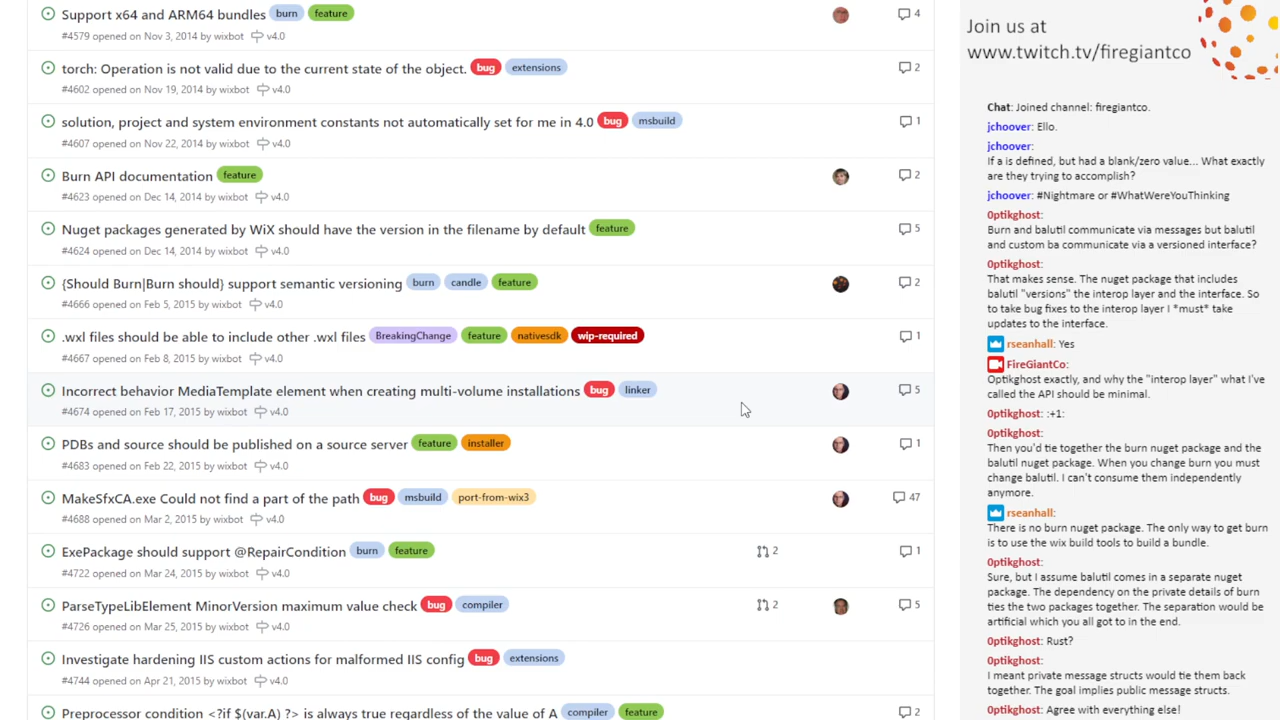 Support x64 and ARM64 bundles burn feature
4
#4579 opened on Nov 3, 2014 by wixbot v4.0
torch: Operation is not valid due to the current state of the object. bug extensions
2
#4602 opened on Nov 19, 2014 by wixbot v4.0
solution, project and system environment constants not automatically set for me in 4.0 bug msbuild
1
#4607 opened on Nov 22, 2014 by wixbot v4.0
Burn API documentation feature
2
#4623 opened on Dec 14, 2014 by wixbot v4.0
Nuget packages generated by WiX should have the version in the filename by default feature
5
#4624 opened on Dec 14, 2014 by wixbot v4.0
{Should Burn|Burn should} support semantic versioning burn candle feature
2
#4666 opened on Feb 5, 2015 by wixbot v4.0
.wxl files should be able to include other .wxl files BreakingChange feature nativesdk wip-required
1
#4667 opened on Feb 8, 2015 by wixbot v4.0
Incorrect behavior MediaTemplate element when creating multi-volume installations bug linker
5
#4674 opened on Feb 17, 2015 by wixbot v4.0
PDBs and source should be published in a source server feature installer
1
#4683 opened on Feb 22, 2015 by wixbot v4.0
MakeSfxCA.exe Could not find a part of the path bug msbuild port-from-wix3
47
#4688 opened on Mar 2, 2015 by wixbot v4.0
ExePackage should support @RepairCondition burn feature
2
1
#4722 opened on Mar 24, 2015 by wixbot v4.0
ParseTypeLibElement MinorVersion maximum value check bug compiler
2
5
#4726 opened on Mar 25, 2015 by wixbot v4.0
Investigate hardening IIS custom actions for malformed IIS config bug extensions
#4744 opened on Apr 21, 2015 by wixbot v4.0
Preprocessor condition <?if $(var.A) ?> is always true regardless of the value of A compiler feature
2
Join us at
www.twitch.tv/firegiantco
Chat: Joined channel: firegiantco.
jchoover: Ello.
jchoover:
If a is defined, but had a blank/zero value... What exactly
are they trying to accomplish?
jchoover: #Nightmare or #WhatWereYouThinking
0ptikghost:
Burn and balutil communicate via messages but balutil
and custom ba communicate via a versioned interface?
0ptikghost:
That makes sense. The nuget package that includes
balutil "versions" the interop layer and the interface. So
to take bug fixes to the interop layer I *must* take
updates to the interface.
rseanhall: Yes
FireGiantCo:
0ptikghost exactly, and why the "interop layer" what I've
called the API should be minimal.
0ptikghost: :+1:
0ptikghost:
Then you'd tie together the burn nuget package and the
balutil nuget package. When you change burn you must
change balutil. I can't consume them independently
anymore.
rseanhall:
There is no burn nuget package. The only way to get burn
is to use the wix build tools to build a bundle.
0ptikghost:
Sure, but I assume balutil comes in a separate nuget
package. The dependency on the private details of burn
ties the two packages together. The separation would be
artificial which you all got to in the end.
0ptikghost: Rust?
0ptikghost:
I meant private message structs would tie them back
together. The goal implies public message structs.
0ptikghost: Agree with everything else!